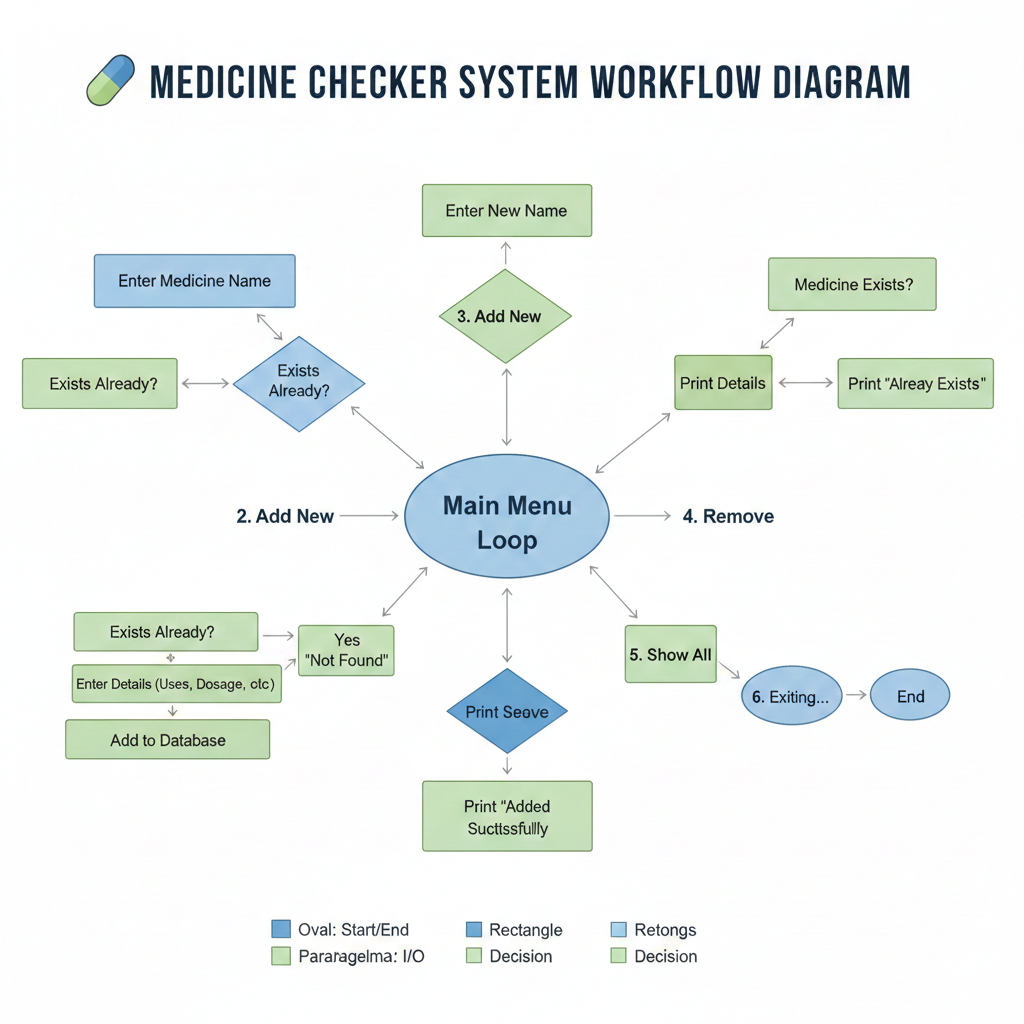 MEDICINE CHECKER SYSTEM WORKFLOW DIAGRAM
Enter New Name
Enter Medicine Name
Medicine Exists?
3. Add New
Exists Already?
Exists
Already?
Print Details
Print "Alreay Exists"
Main Menu
Loop
2. Add New
4. Remove
Exists Already?
Yes
"Not Found"
Enter Details (Uses, Dosage, otc)
Add to Database
5. Show All
6. Exiting...
End
Print Seove
Print "Added
Suctssfully
Oval: Start/End
Rectangle
Retongs
Pararagelma: I/O
Decision
Decision